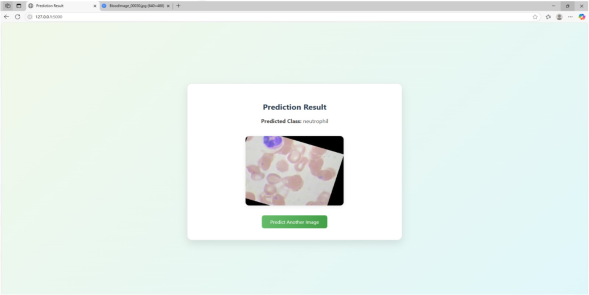 Prediction Result
BloodImage_00030.jpg (640×480)
127.0.0.1:5000
Prediction Result
Predicted Class: neutrophil
Predict Another Image